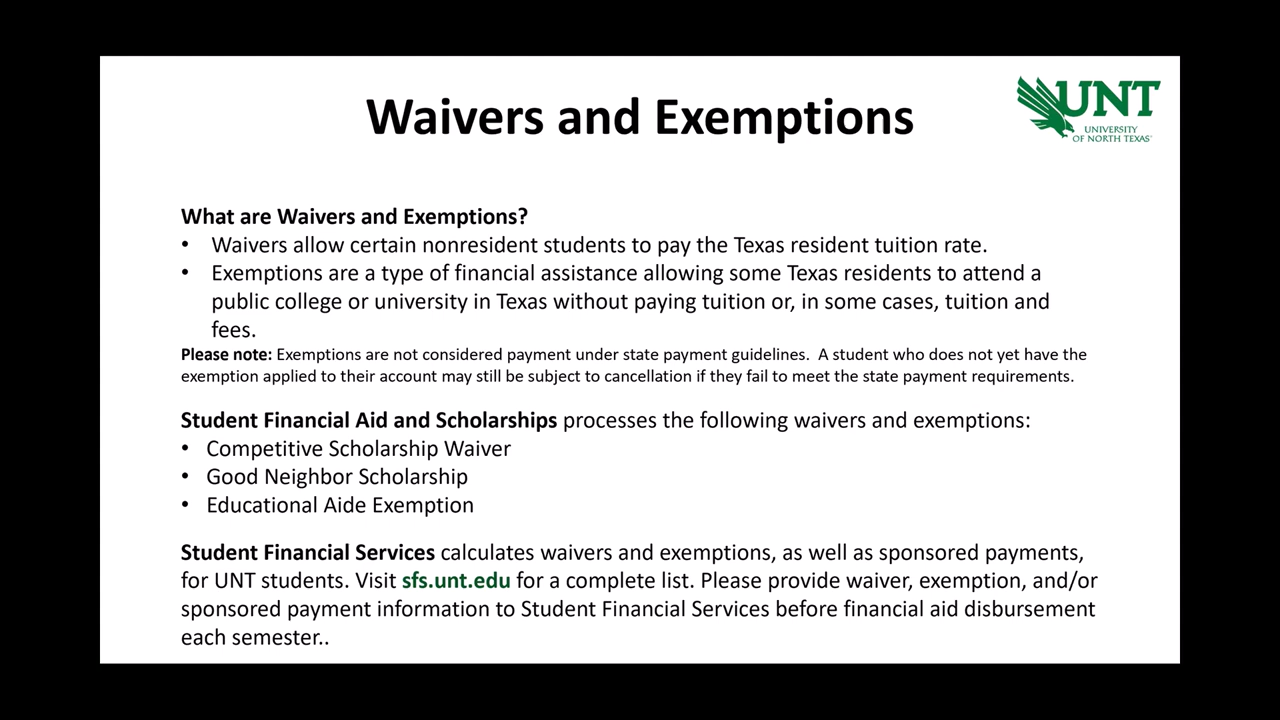 Waivers and Exemptions
UNT
UNIVERSITY
OF NORTH TEXAS
What are Waivers and Exemptions?
• Waivers allow certain nonresident students to pay the Texas resident tuition rate.
• Exemptions are a type of financial assistance allowing some Texas residents to attend a
public college or university in Texas without paying tuition or, in some cases, tuition and
fees.
Please note: Exemptions are not considered payment under state payment guidelines.  A student who does not yet have the
exemption applied to their account may still be subject to cancellation if they fail to meet the state payment requirements.
Student Financial Aid and Scholarships processes the following waivers and exemptions:
• Competitive Scholarship Waiver
• Good Neighbor Scholarship
• Educational Aide Exemption
Student Financial Services calculates waivers and exemptions, as well as sponsored payments,
for UNT students. Visit sfs.unt.edu for a complete list. Please provide waiver, exemption, and/or
sponsored payment information to Student Financial Services before financial aid disbursement
each semester..